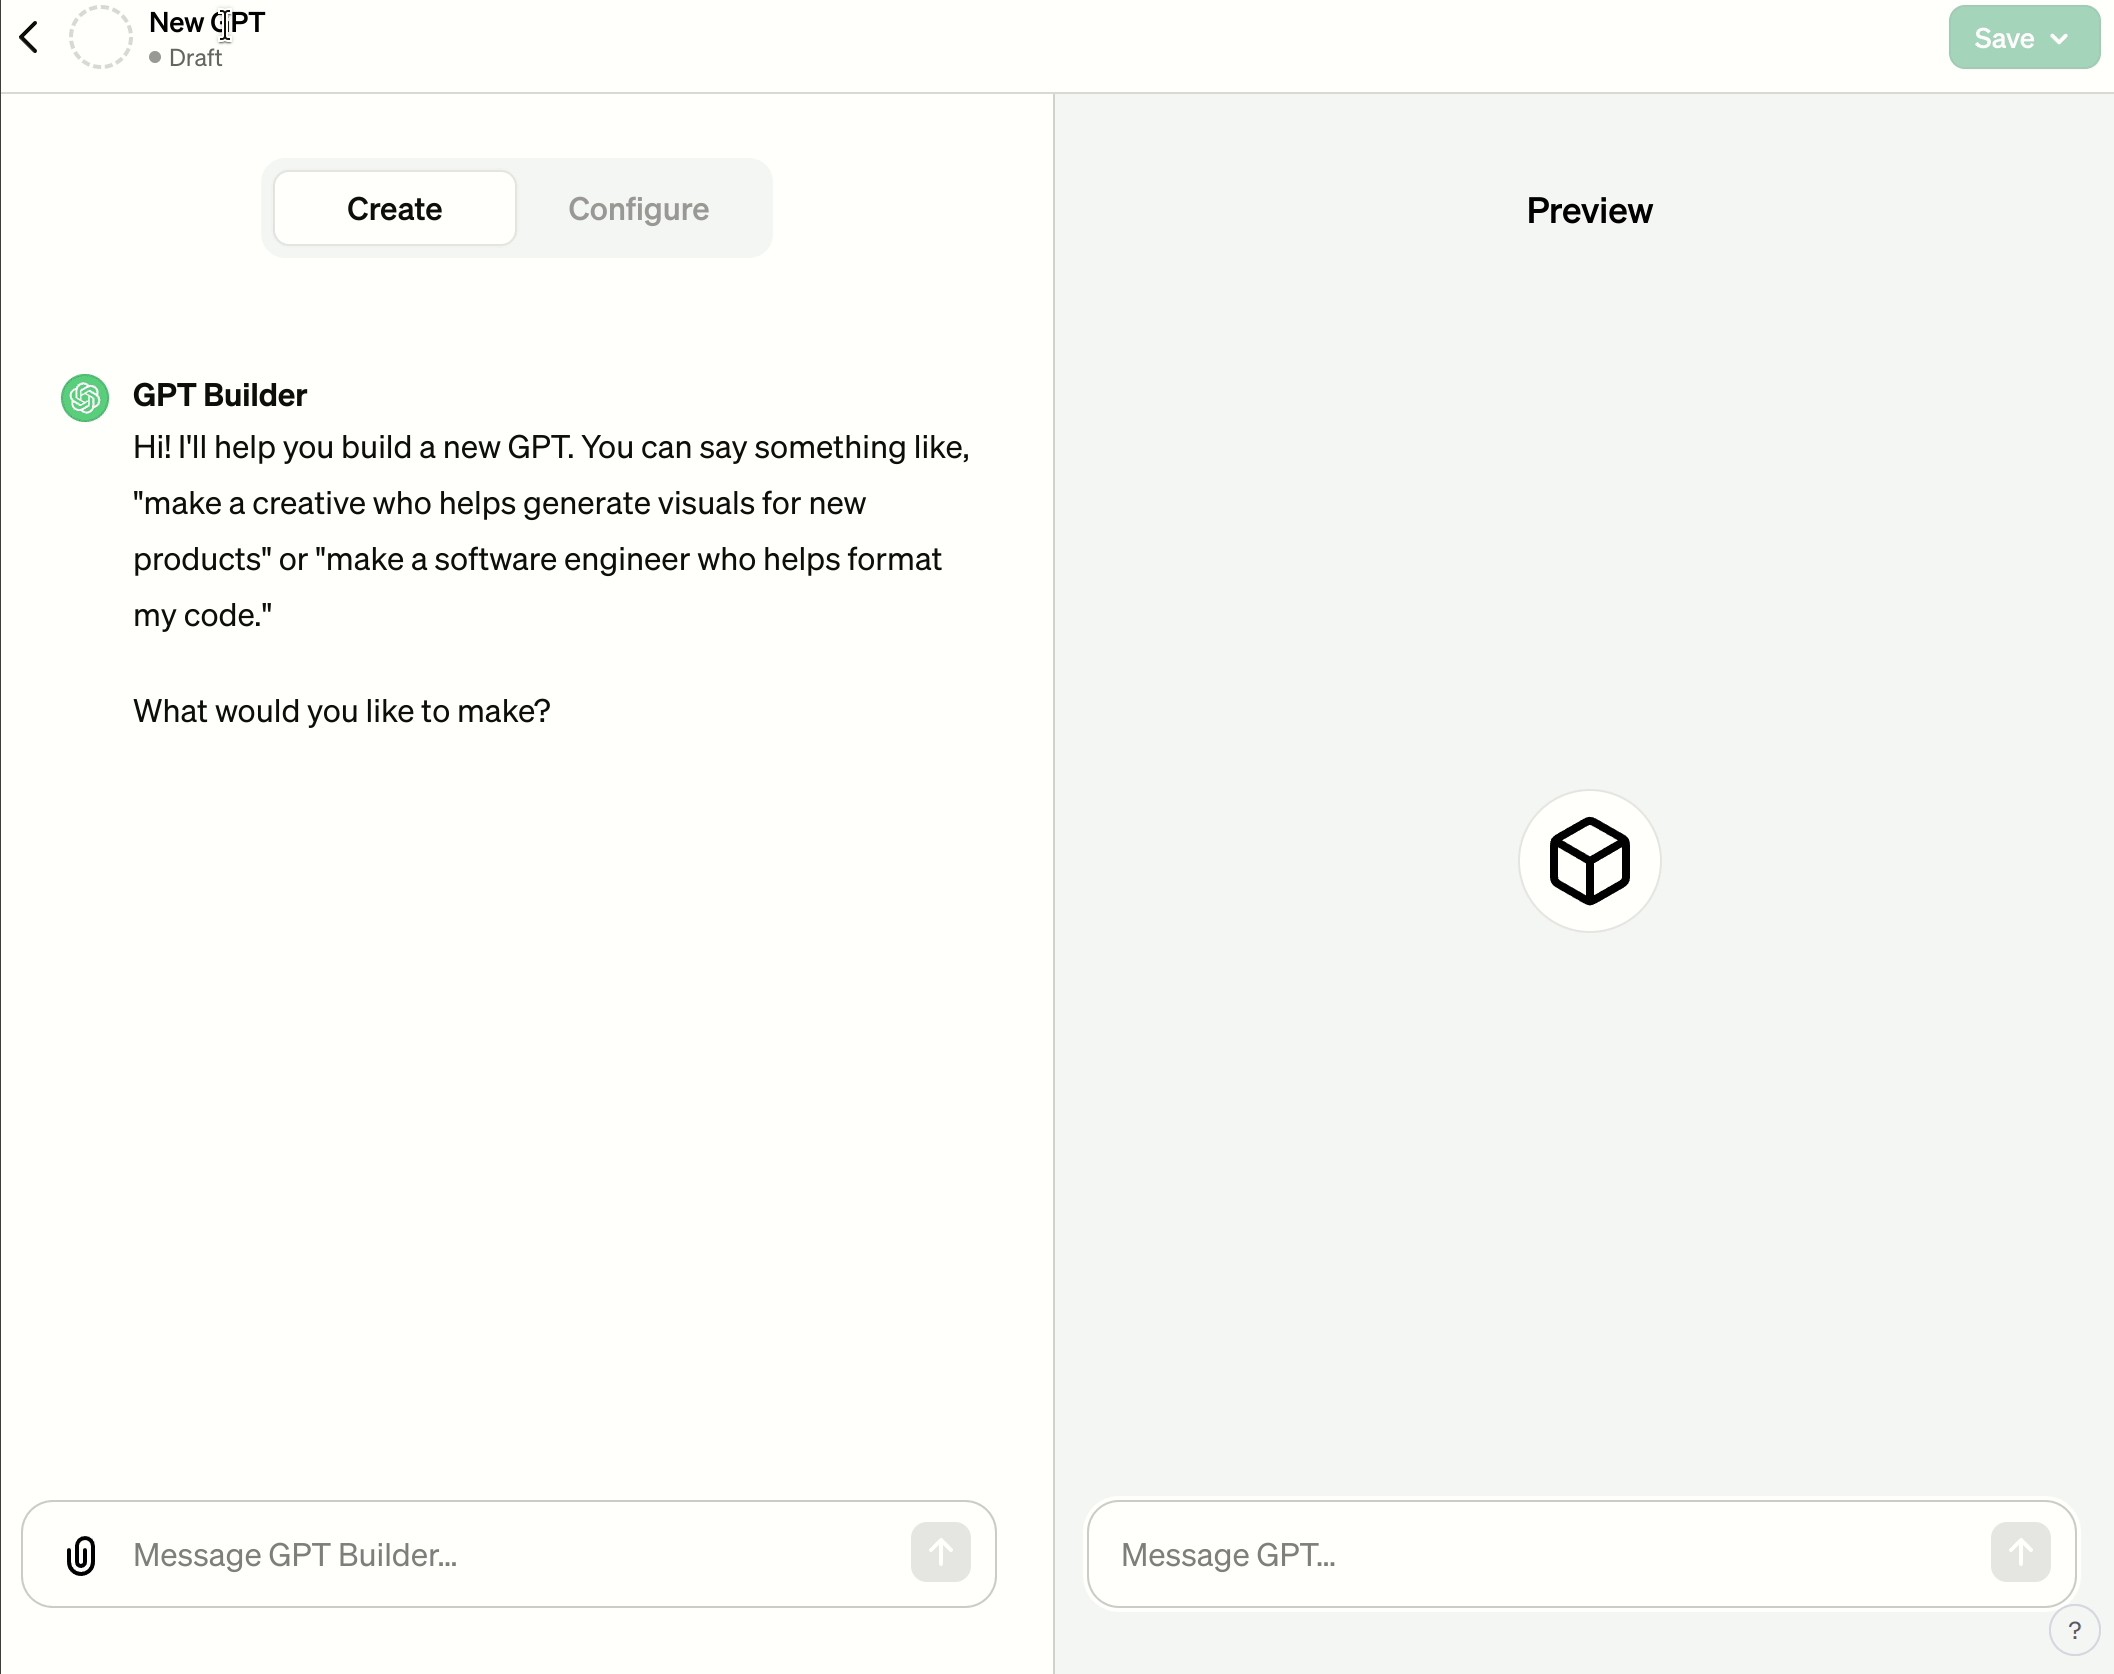 New GPT
Draft
Save
Create
Configure
Preview
GPT Builder
Hi! I'll help you build a new GPT. You can say something like,
"make a creative who helps generate visuals for new
products" or "make a software engineer who helps format
my code."
What would you like to make?
Message GPT Builder…
Message GPT…
?